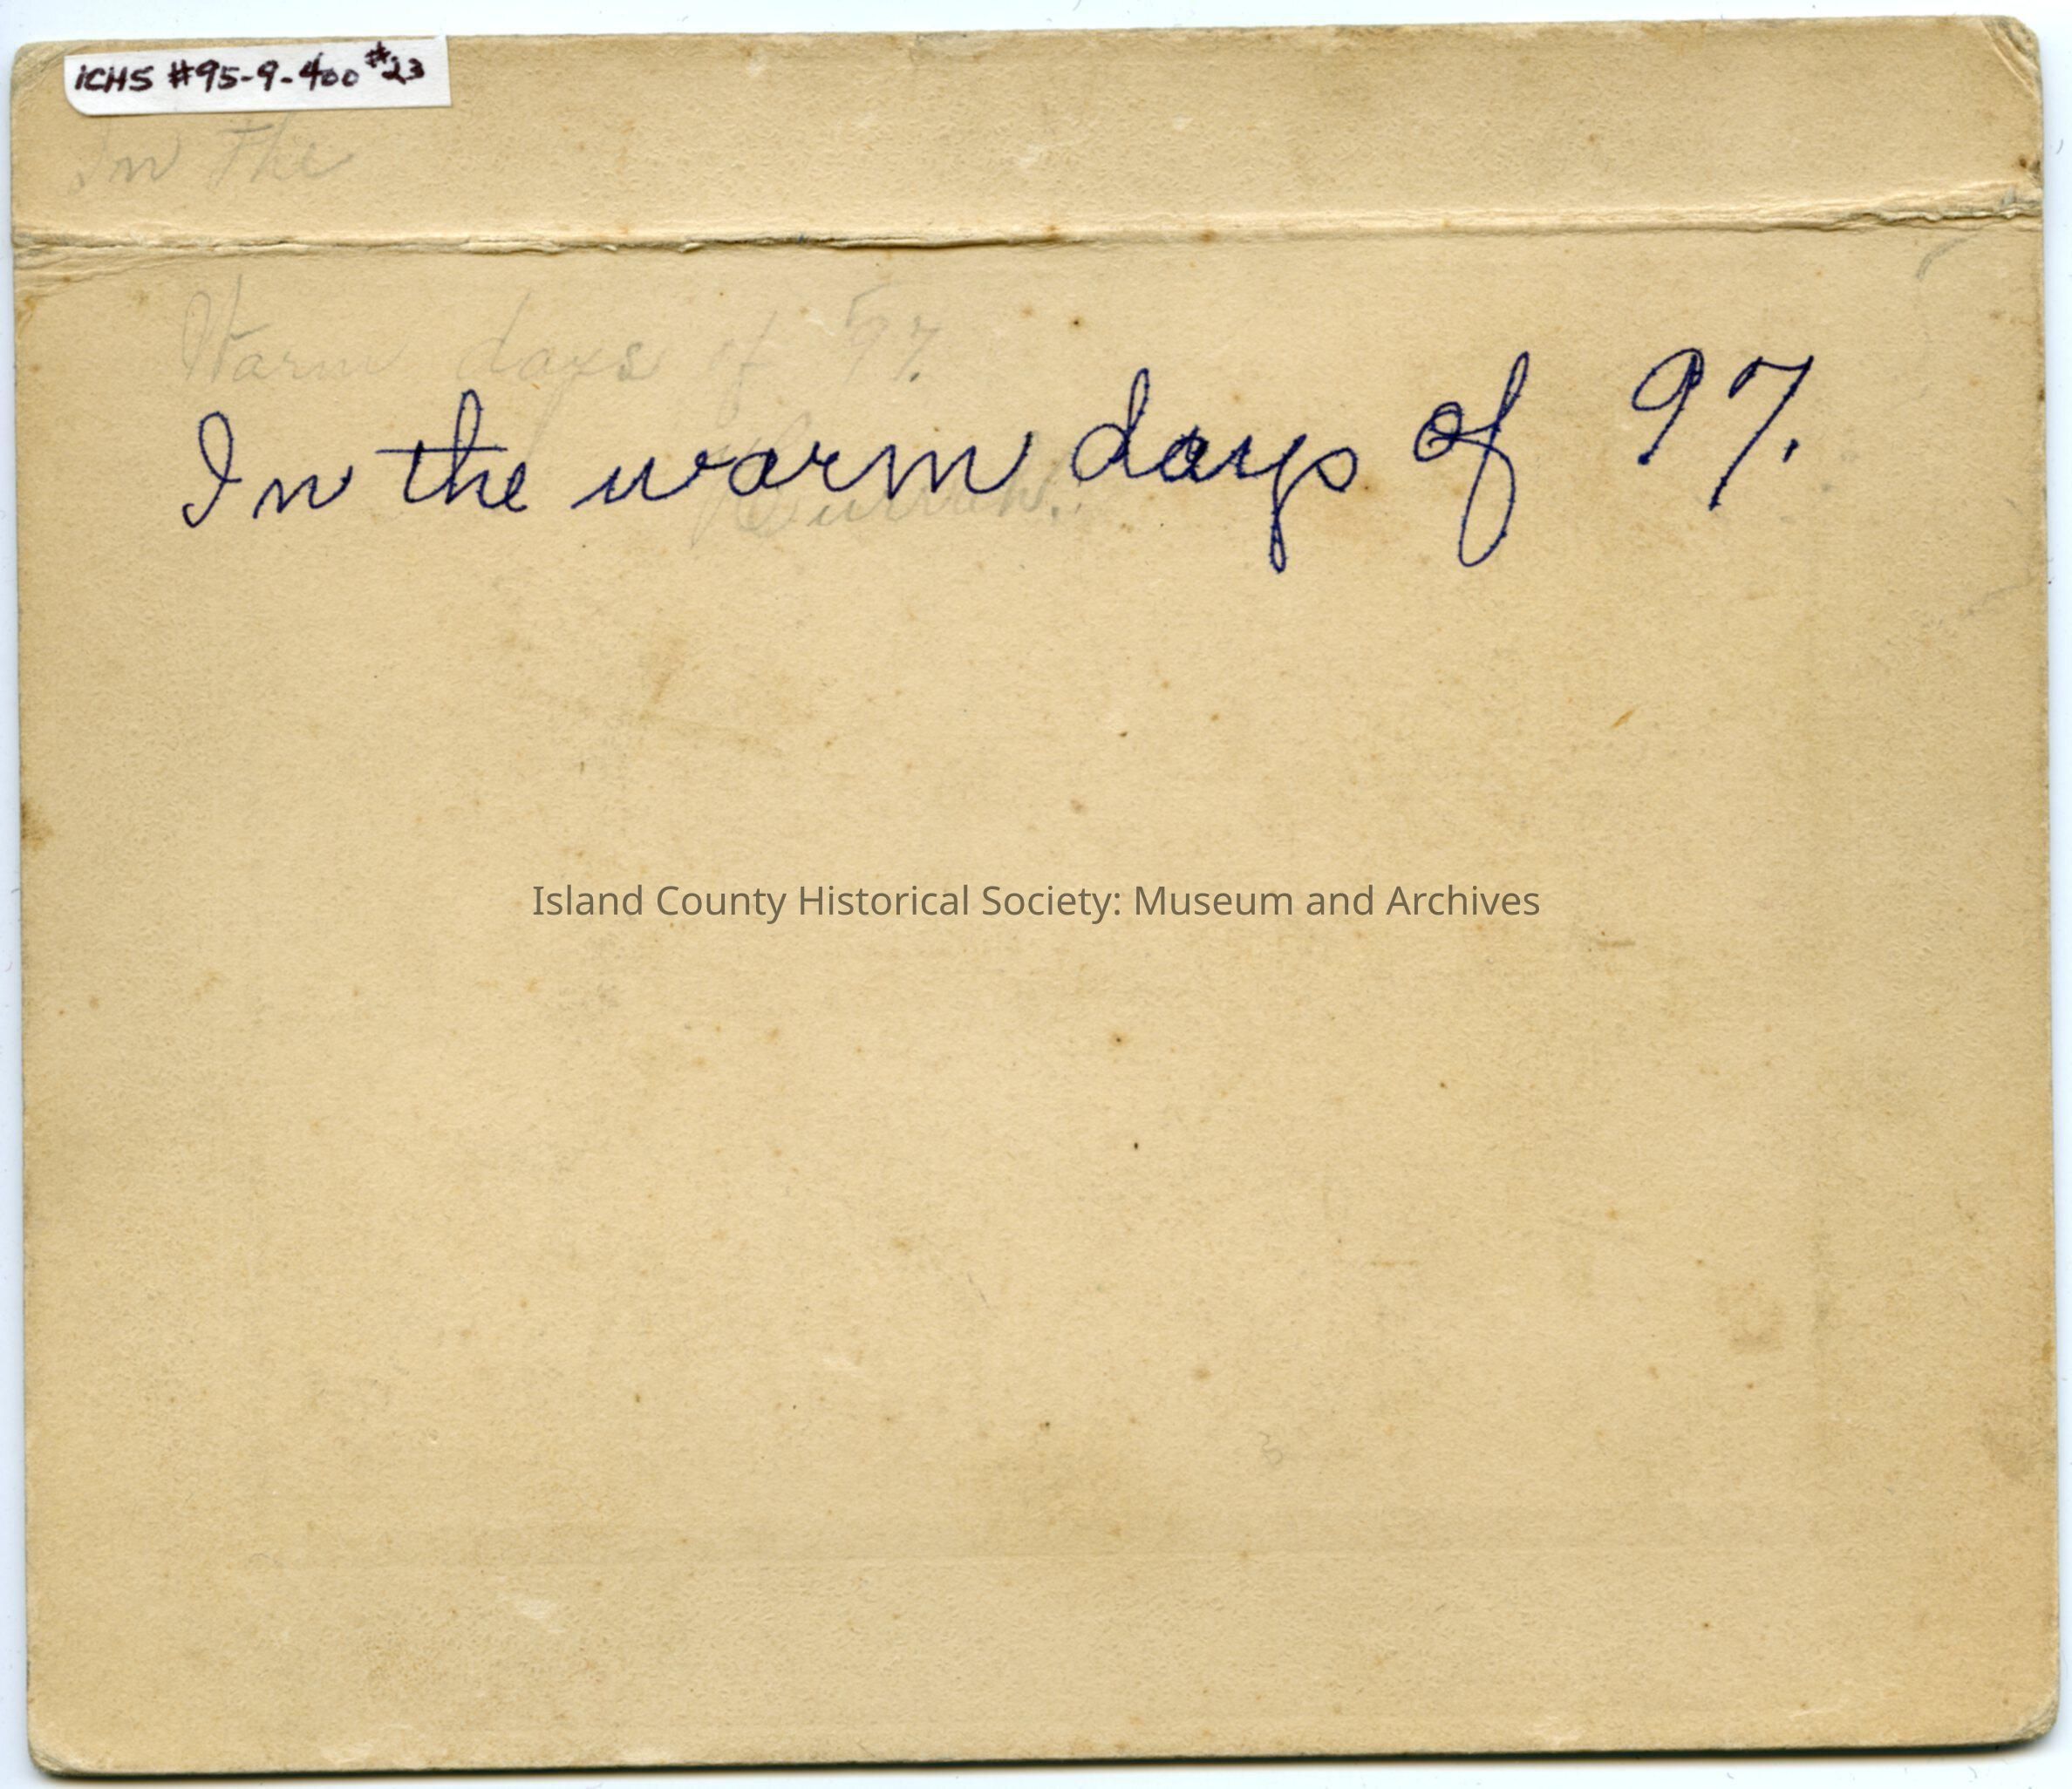 ICHS #95-9-400 #23
In The
Warm days of 97.
In the warm days of 97.
Island County Historical Society: Museum and Archives